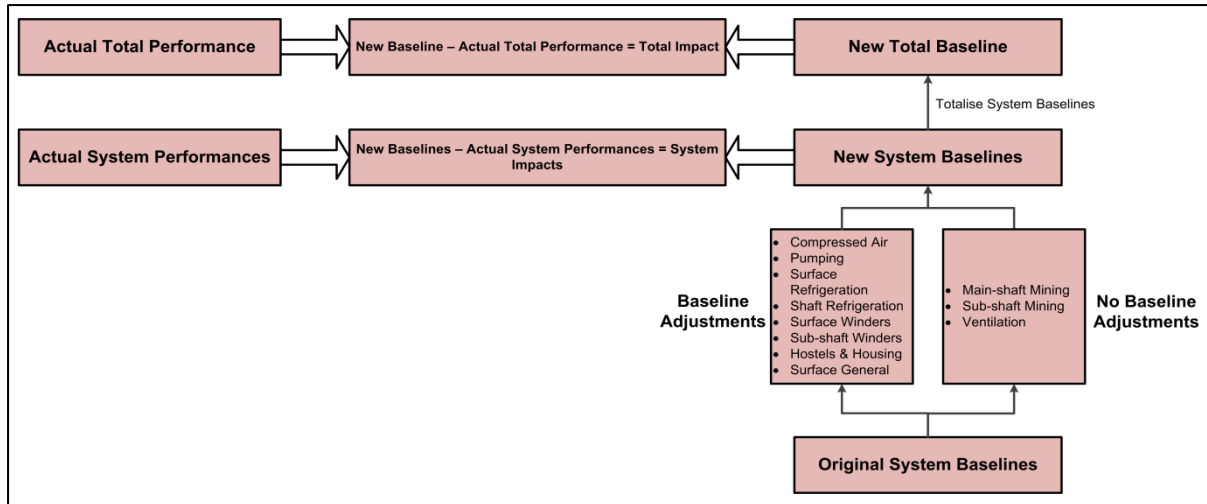 Actual Total Performance
New Baseline – Actual Total Performance = Total Impact
New Total Baseline
Totalise System Baselines
Actual System Performances
New Baselines – Actual System Performances = System
Impacts
New System Baselines
Baseline
Adjustments
• Compressed Air
• Pumping
• Surface
Refrigeration
• Shaft Refrigeration
• Surface Winders
• Sub-shaft Winders
• Hostels & Housing
• Surface General
• Main-shaft Mining
• Sub-shaft Mining
• Ventilation
No Baseline
Adjustments
Original System Baselines